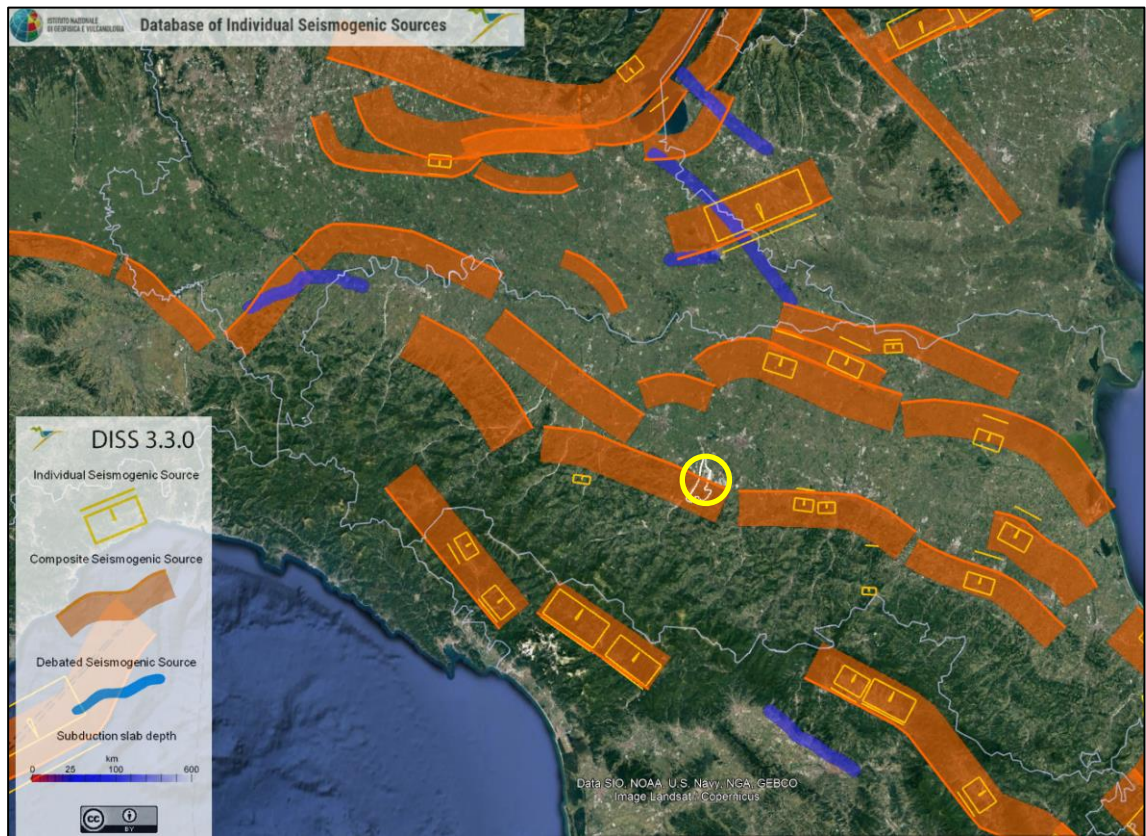 ISTITUTO NAZIONALE
DI GEOFISICA E VULCANOLOGIA
Database of Individual Seismogenic Sources
DISS 3.3.0
Individual Seismogenic Source
Composite Seismogenic Source
Debated Seismogenic Source
Subduction slab depth
km
0 25 100 600
cc
BY
Data SIO, NOAA, U.S. Navy, NGA, GEBCO
Image Landsat / Copernicus